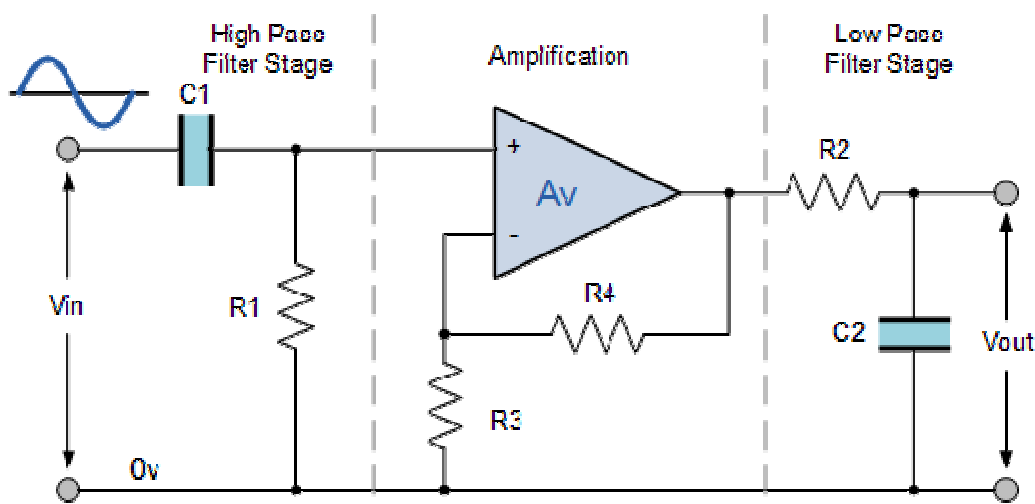 High Pass
Filter Stage
Amplification
Low Pass
Filter Stage
C1
R2
+
Av
-
R4
Vin
R1
C2
Vout
R3
0v